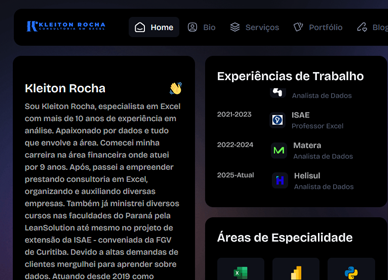 KLEITON ROCHA
CONSULTORIA EM EXCEL
Home
Bio
Serviços
Portfólio
Blog
Kleiton Rocha
Sou Kleiton Rocha, especialista em Excel
com mais de 10 anos de experiência em
análise. Apaixonado por dados e tudo
que envolve a área. Comecei minha
carreira na área financeira onde atuei
por 9 anos. Após, passei a empreender
prestando consultoria em Excel,
organizando e auxiliando diversas
empresas. Também já ministrei diversos
cursos nas faculdades do Paraná pela
LeanSolution até mesmo no projeto de
extensão da ISAE - conveniada da FGV
de Curitiba. Devido a altas demandas de
clientes mergulhei para aprender sobre
dados. Atuando desde 2019 como
Experiências de Trabalho
Analista de Dados
2021-2023
ISAE
Professor Excel
2022-2024
Matera
Analista de Dados
2025-Atual
Helisul
Analista de Dados
Áreas de Especialidade